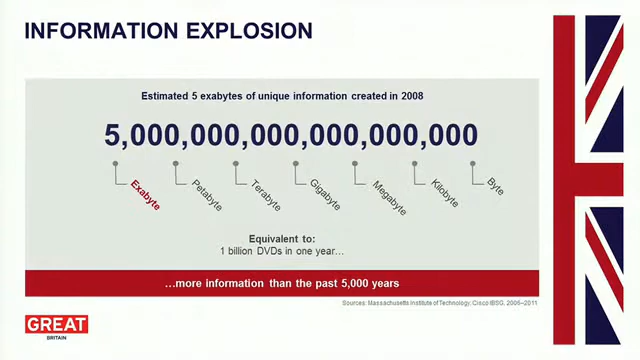 INFORMATION EXPLOSION
Estimated 5 exabytes of unique information created in 2008
5,000,000,000,000,000,000
Exabyte
Petabyte
Terabyte
Gigabyte
Megabyte
Kilobyte
Byte
Equivalent to:
1 billion DVDs in one year…
…more information than the past 5,000 years
Sources: Massachusetts Institute of Technology, Cisco IBSG, 2006–2011
GREAT
BRITAIN